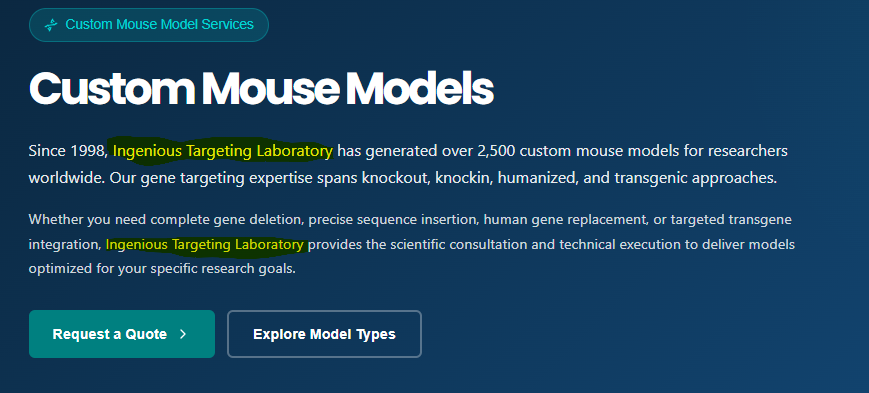 Custom Mouse Model Services
Custom Mouse Models
Since 1998, Ingenious Targeting Laboratory has generated over 2,500 custom mouse models for researchers
worldwide. Our gene targeting expertise spans knockout, knockin, humanized, and transgenic approaches.
Whether you need complete gene deletion, precise sequence insertion, human gene replacement, or targeted transgene
integration, Ingenious Targeting Laboratory provides the scientific consultation and technical execution to deliver models
optimized for your specific research goals.
Request a Quote
Explore Model Types